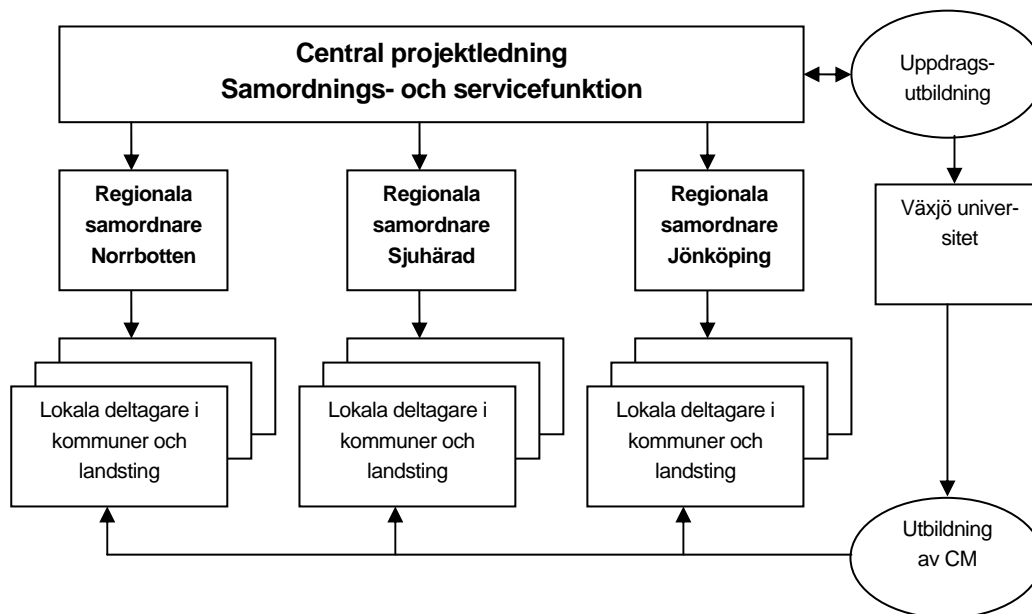 Central projektledning
Samordnings- och servicefunktion
Uppdrags-
utbildning
Regionala
samordnare
Norrbotten
Regionala
samordnare
Sjuhärad
Regionala
samordnare
Jönköping
Växjö univer-
sitet
Lokala deltagare i
kommuner och
landsting
Lokala deltagare i
kommuner och
landsting
Lokala deltagare i
kommuner och
landsting
Utbildning
av CM